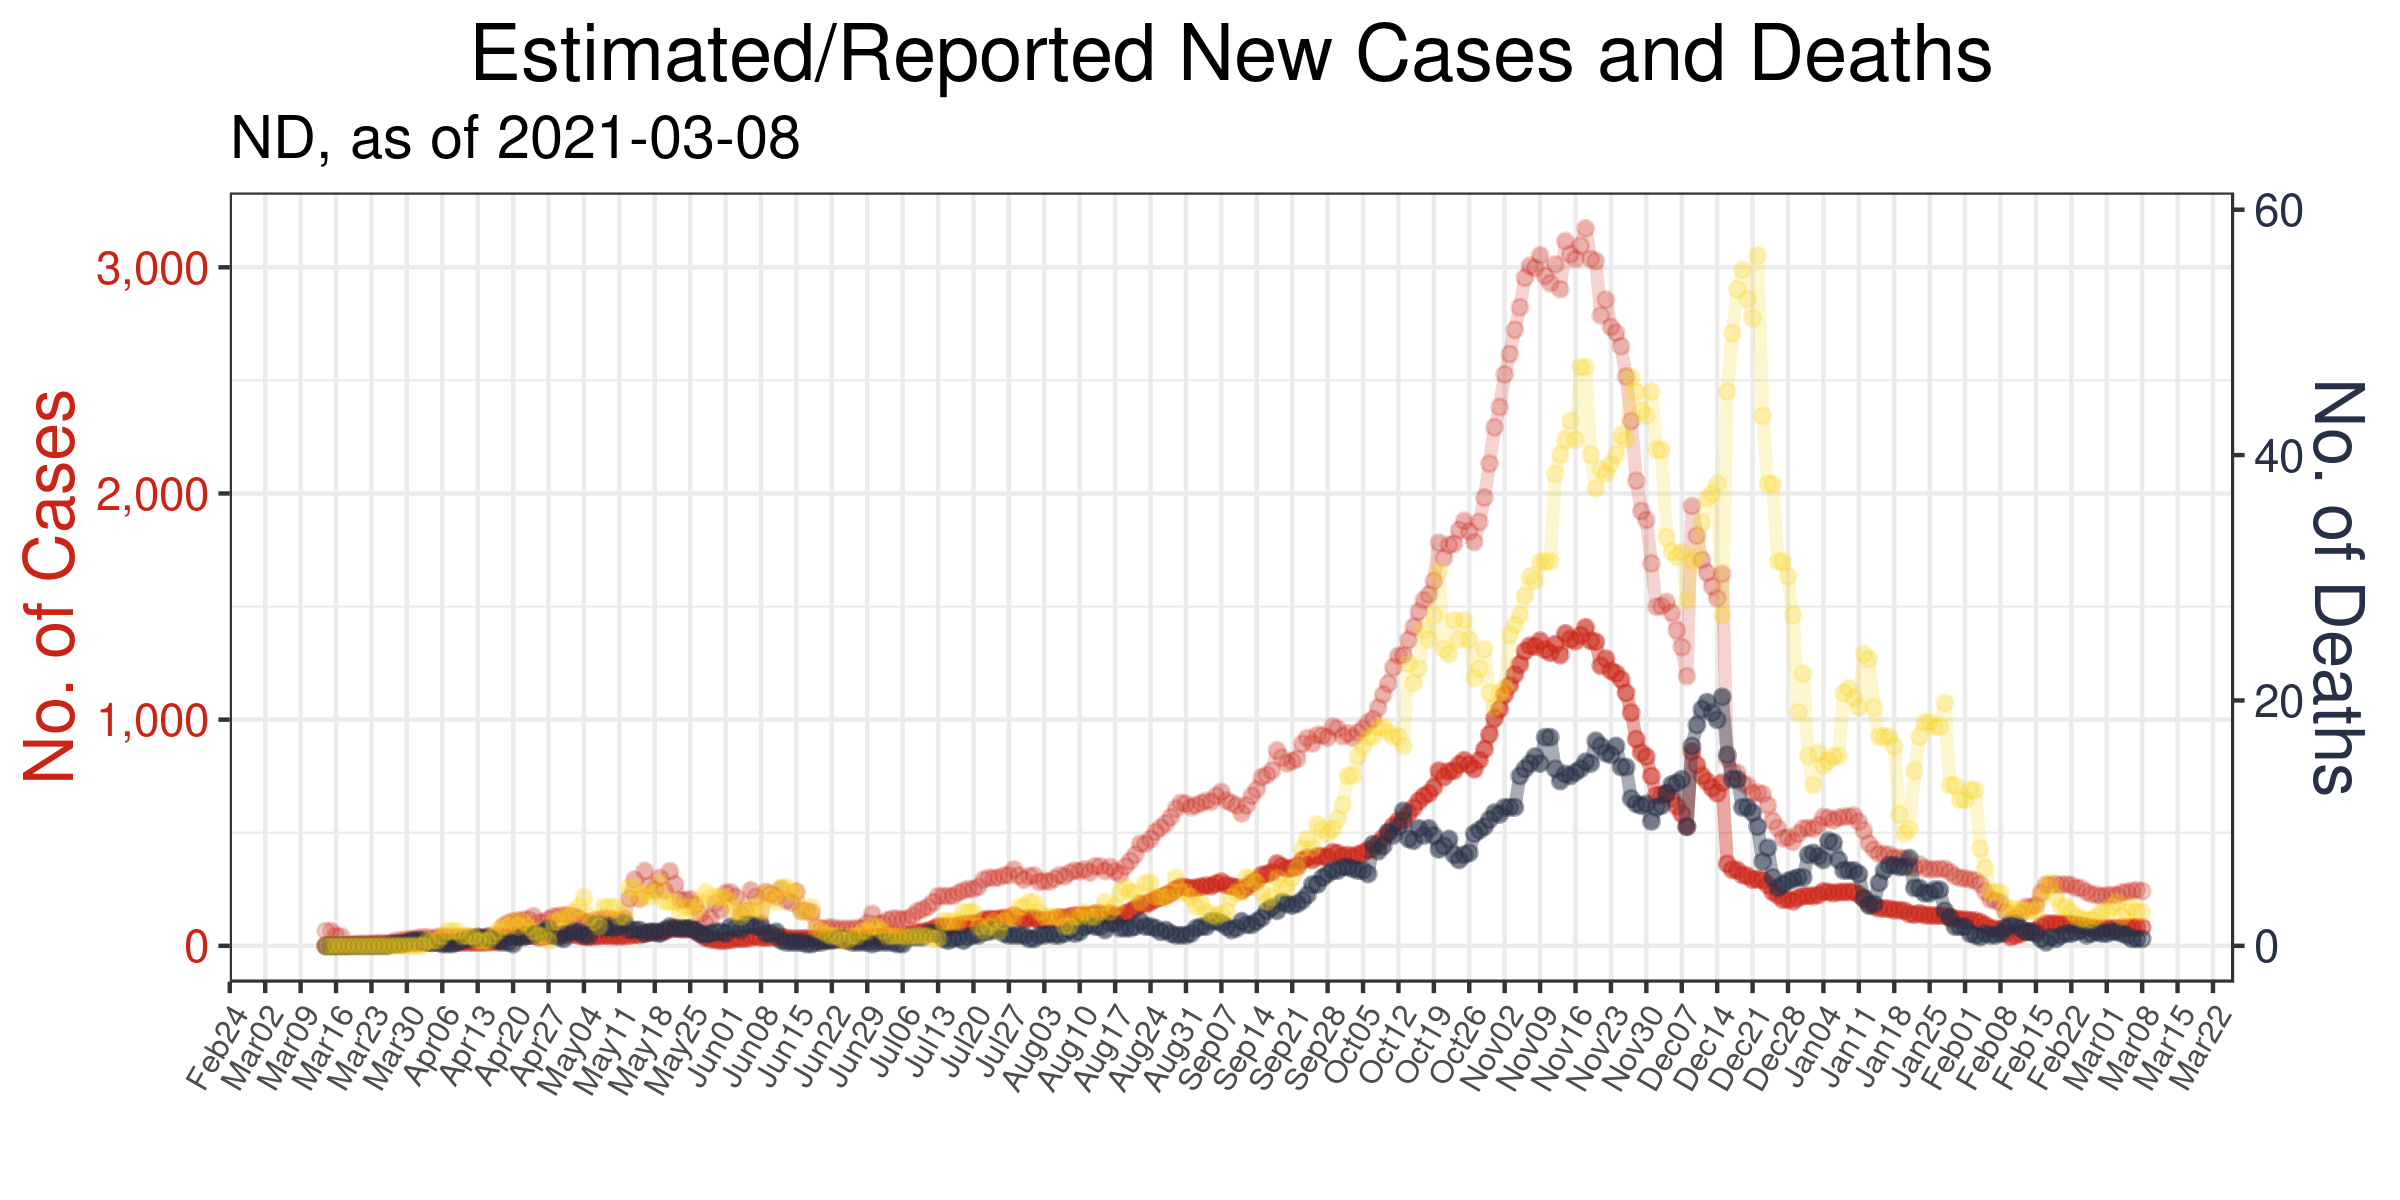 Estimated/Reported New Cases and Deaths
ND, as of 2021-03-08
No. of Cases
3,000
2,000
1,000
0
60
40
20
0
No. of Deaths
Feb24
Mar02
Mar09
Mar16
Mar23
Mar30
Apr06
Apr13
Apr20
Apr27
May04
May11
May18
May25
Jun01
Jun08
Jun15
Jun22
Jun29
Jul06
Jul13
Jul20
Jul27
Aug03
Aug10
Aug17
Aug24
Aug31
Sep07
Sep14
Sep21
Sep28
Oct05
Oct12
Oct19
Oct26
Nov02
Nov09
Nov16
Nov23
Nov30
Dec07
Dec14
Dec21
Dec28
Jan04
Jan11
Jan18
Jan25
Feb01
Feb08
Feb15
Feb22
Mar01
Mar08
Mar15
Mar22